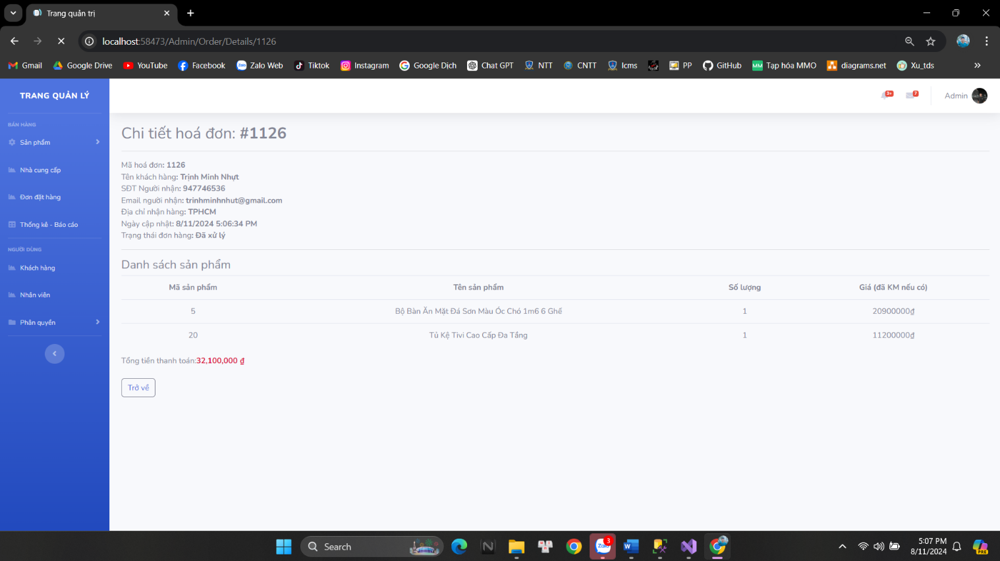 Trang quản trị
localhost:58473/Admin/Order/Details/1126
Gmail Google Drive YouTube Facebook Zalo Web Tiktok Instagram Google Dịch Chat GPT NTT CNTT lcms PP GitHub Tạp hóa MMO diagrams.net Xu_tds
TRANG QUẢN LÝ
3+ 7 Admin
BÁN HÀNG
Sản phẩm
Nhà cung cấp
Đơn đặt hàng
Thống kê - Báo cáo
NGƯỜI DÙNG
Khách hàng
Nhân viên
Phân quyền
Chi tiết hoá đơn: #1126
Mã hoá đơn: 1126
Tên khách hàng: Trịnh Minh Nhựt
SĐT Người nhận: 947746536
Email người nhận: trinhminhnhut@gmail.com
Địa chỉ nhận hàng: TPHCM
Ngày cập nhật: 8/11/2024 5:06:34 PM
Trạng thái đơn hàng: Đã xử lý
Danh sách sản phẩm
Mã sản phẩm Tên sản phẩm Số lượng Giá (đã KM nếu có)
5 Bộ Bàn Ăn Mặt Đá Sơn Màu Óc Chó 1m6 6 Ghế 1 20900000₫
20 Tủ Kệ Tivi Cao Cấp Đa Tầng 1 11200000₫
Tổng tiền thanh toán:32,100,000 ₫
Trở về
Search
3
5:07 PM
8/11/2024
PRE